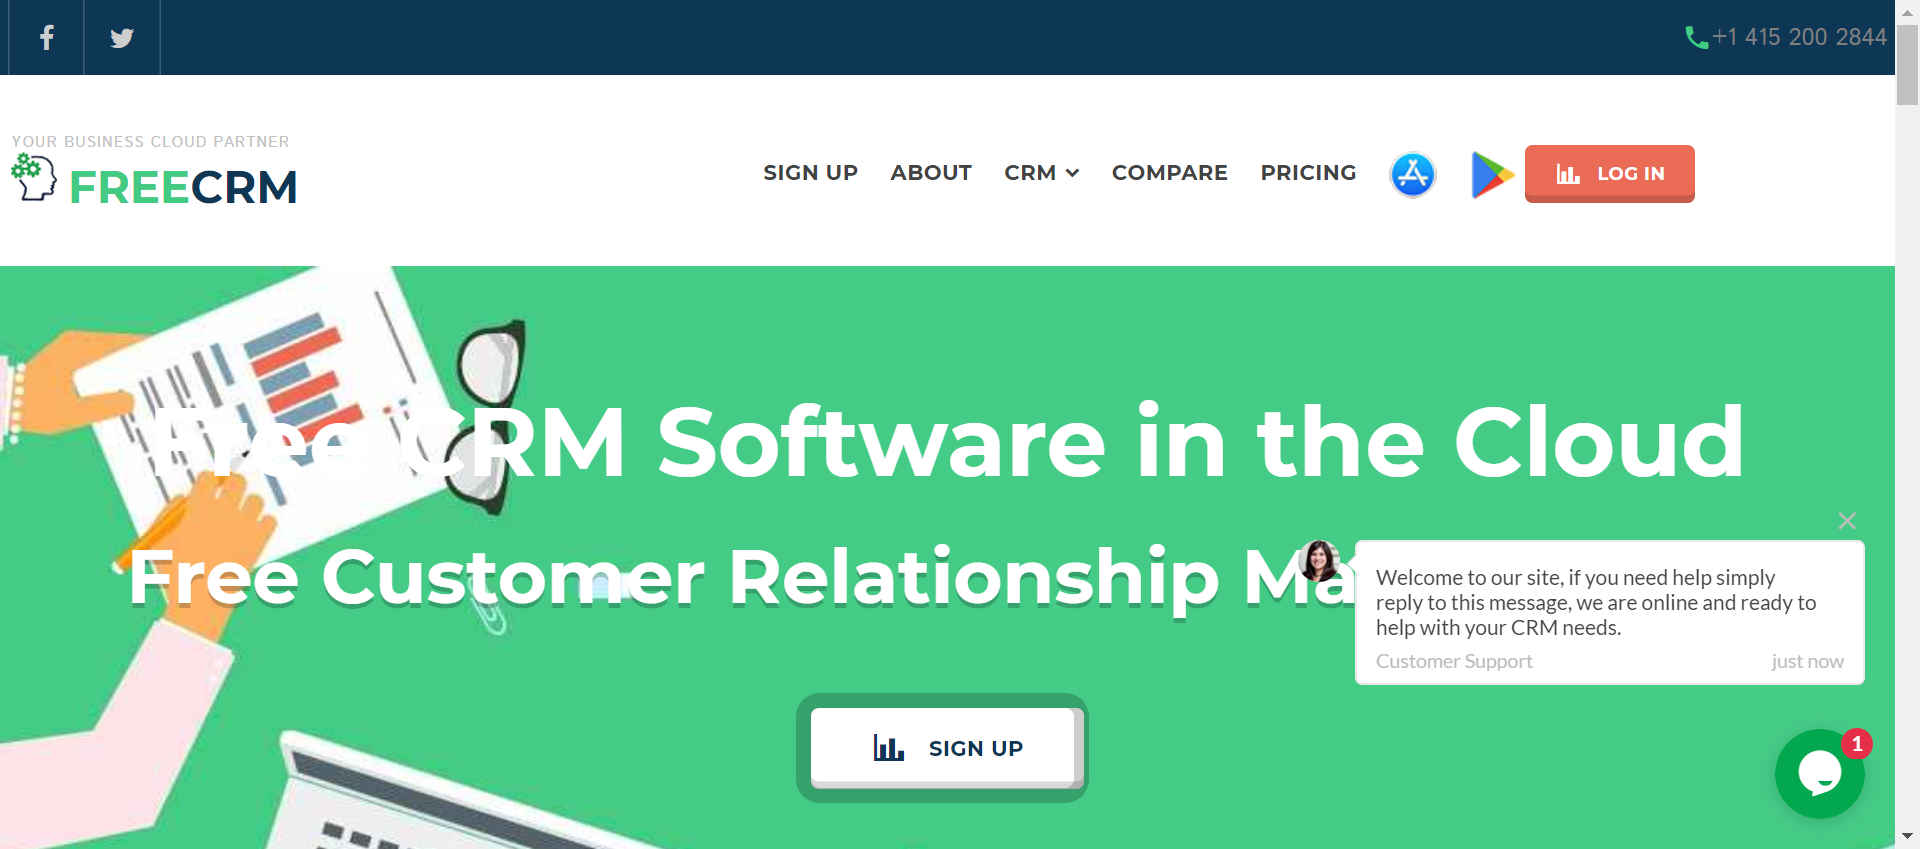 +1 415 200 2844
YOUR BUSINESS CLOUD PARTNER
FREECRM
SIGN UP ABOUT CRM COMPARE PRICING LOG IN
Free CRM Software in the Cloud
Free Customer Relationship
Welcome to our site, if you need help simply
reply to this message, we are online and ready to
help with your CRM needs.
Customer Support just now
SIGN UP
1